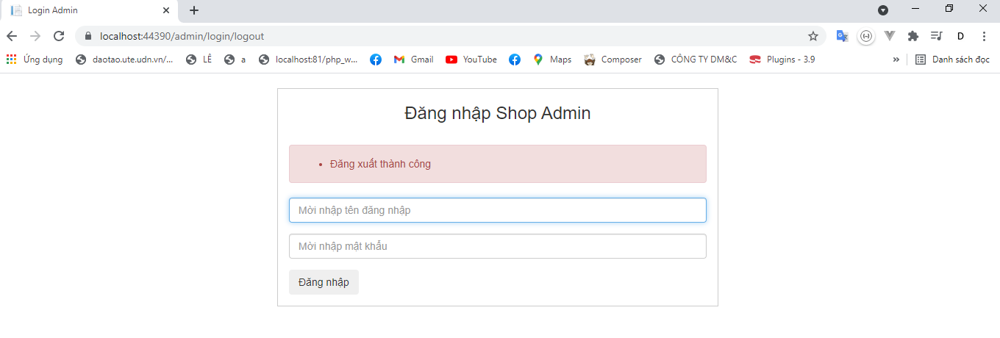 Login Admin
localhost:44390/admin/login/logout
D
Ứng dụng daotao.ute.udn.vn/... LÊ a localhost:81/php_w... Gmail YouTube Maps Composer CÔNG TY DM&C Plugins - 3.9 » Danh sách đọc
Đăng nhập Shop Admin
Đăng xuất thành công
Mời nhập tên đăng nhập
Mời nhập mật khẩu
Đăng nhập